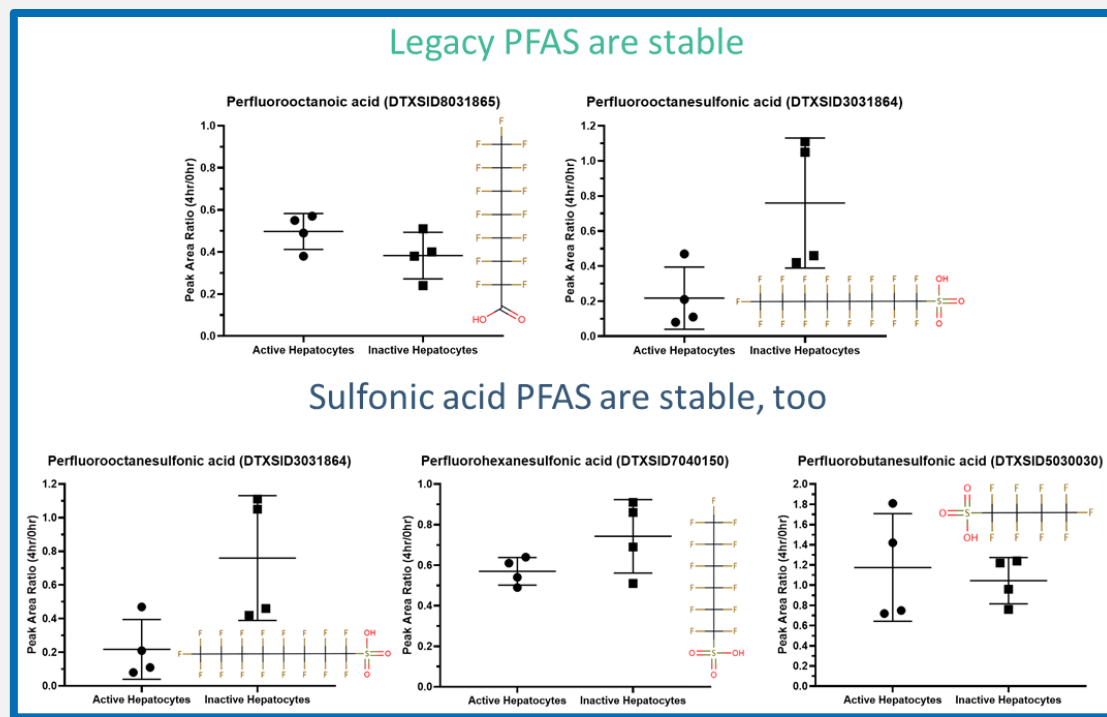 Legacy PFAS are stable
Perfluorooctanoic acid (DTXSID8031865)
Peak Area Ratio (4hr/0hr)
1.0
0.8
0.6
0.4
0.2
0.0
Active Hepatocytes
Inactive Hepatocytes
F
F F
F F
F F
F F
F F
F F
F F
HO O
Perfluorooctanesulfonic acid (DTXSID3031864)
Peak Area Ratio (4hr/0hr)
1.2
1.0
0.8
0.6
0.4
0.2
0.0
Active Hepatocytes
Inactive Hepatocytes
F F F F F F F F OH
F S O
F F F F F F F F O
Sulfonic acid PFAS are stable, too
Perfluorooctanesulfonic acid (DTXSID3031864)
Peak Area Ratio (4hr/0hr)
1.2
1.0
0.8
0.6
0.4
0.2
0.0
Active Hepatocytes
Inactive Hepatocytes
F F F F F F F F OH
F S O
F F F F F F F F O
Perfluorohexanesulfonic acid (DTXSID7040150)
Peak Area Ratio (4hr/0hr)
1.0
0.8
0.6
0.4
0.2
0.0
Active Hepatocytes
Inactive Hepatocytes
F
F F
F F
F F
F F
F F
F F
O S OH
O
Perfluorobutanesulfonic acid (DTXSID5030030)
Peak Area Ratio (4hr/0hr)
2.0
1.8
1.6
1.4
1.2
1.0
0.8
0.6
0.4
0.2
0.0
Active Hepatocytes
Inactive Hepatocytes
O F F F F
O S F
OH F F F F